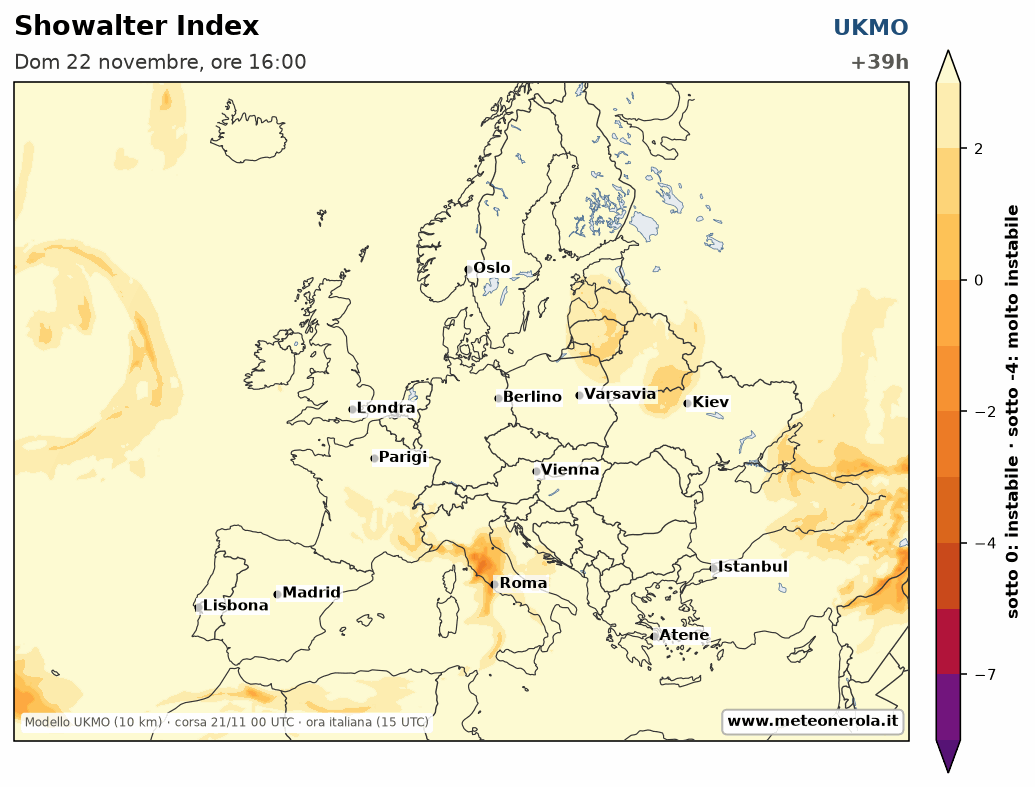 Showalter Index
UKMO
Dom 22 novembre, ore 16:00
+39h
Oslo
Londra
Berlino
Varsavia
Kiev
Parigi
Vienna
Istanbul
Roma
Madrid
Lisbona
Atene
Modello UKMO (10 km) · corsa 21/11 00 UTC · ora italiana (15 UTC)
www.meteonerola.it
2
0
−2
−4
−7
sotto 0: instabile · sotto -4: molto instabile